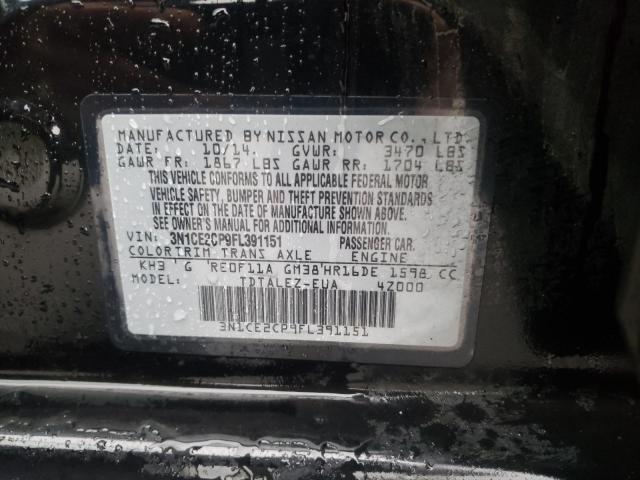 MANUFACTURED BY NISSAN MOTOR CO., LTD.
DATE: 10/14. GVWR: 3470 LBS
GAWR FR: 1867 LBS GAWR RR: 1704 LBS
THIS VEHICLE CONFORMS TO ALL APPLICABLE FEDERAL MOTOR
VEHICLE SAFETY, BUMPER AND THEFT PREVENTION STANDARDS
IN EFFECT ON THE DATE OF MANUFACTURE SHOWN ABOVE.
SEE OWNER'S MANUAL FOR ADDITIONAL INFORMATION.
VIN: 3N1CE2CP9FL391151 PASSENGER CAR.
COLOR TRIM TRANS AXLE ENGINE
KH3 G RE0F11A GM38 HR16DE 1598 CC
MODEL: TDTALEZ-EUA 4Z000
3N1CE2CP9FL391151